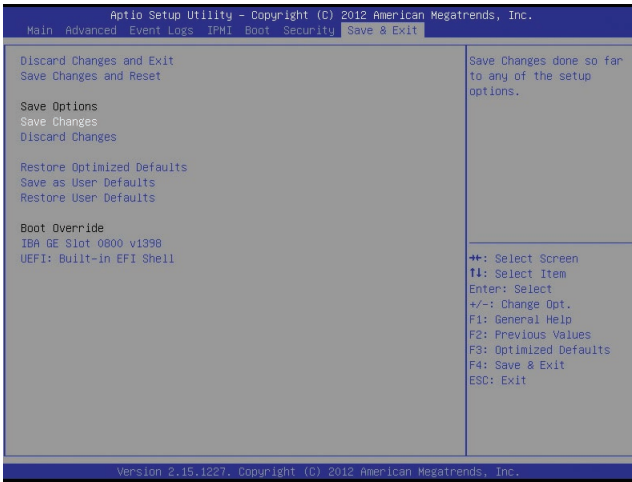 Aptio Setup Utility – Copyright (C) 2012 American Megatrends, Inc.
Main Advanced Event Logs IPMI Boot Security Save & Exit
Discard Changes and Exit
Save Changes and Reset
Save Options
Save Changes
Discard Changes
Restore Optimized Defaults
Save as User Defaults
Restore User Defaults
Boot Override
IBA GE Slot 0800 v1398
UEFI: Built-in EFI Shell
Save Changes done so far
to any of the setup
options.
→←: Select Screen
↑↓: Select Item
Enter: Select
+/-: Change Opt.
F1: General Help
F2: Previous Values
F3: Optimized Defaults
F4: Save & Exit
ESC: Exit
Version 2.15.1227. Copyright (C) 2012 American Megatrends, Inc.